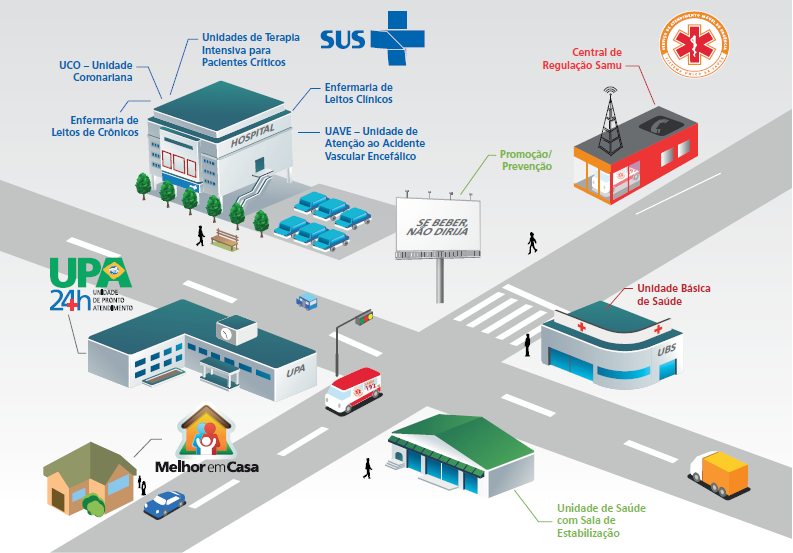 Unidades de Terapia
Intensiva para
Pacientes Críticos
SUS
UCO – Unidade
Coronariana
Enfermaria de
Leitos de Crônicos
Enfermaria de
Leitos Clínicos
UAVE – Unidade de
Atenção ao Acidente
Vascular Encefálico
HOSPITAL
Central de
Regulação Samu
Promoção/
Prevenção
SE BEBER,
NÃO DIRIJA
UPA
24h
UNIDADE
DE PRONTO
ATENDIMENTO
UPA
192
Unidade Básica
de Saúde
UBS
Melhor em Casa
Unidade de Saúde
com Sala de
Estabilização